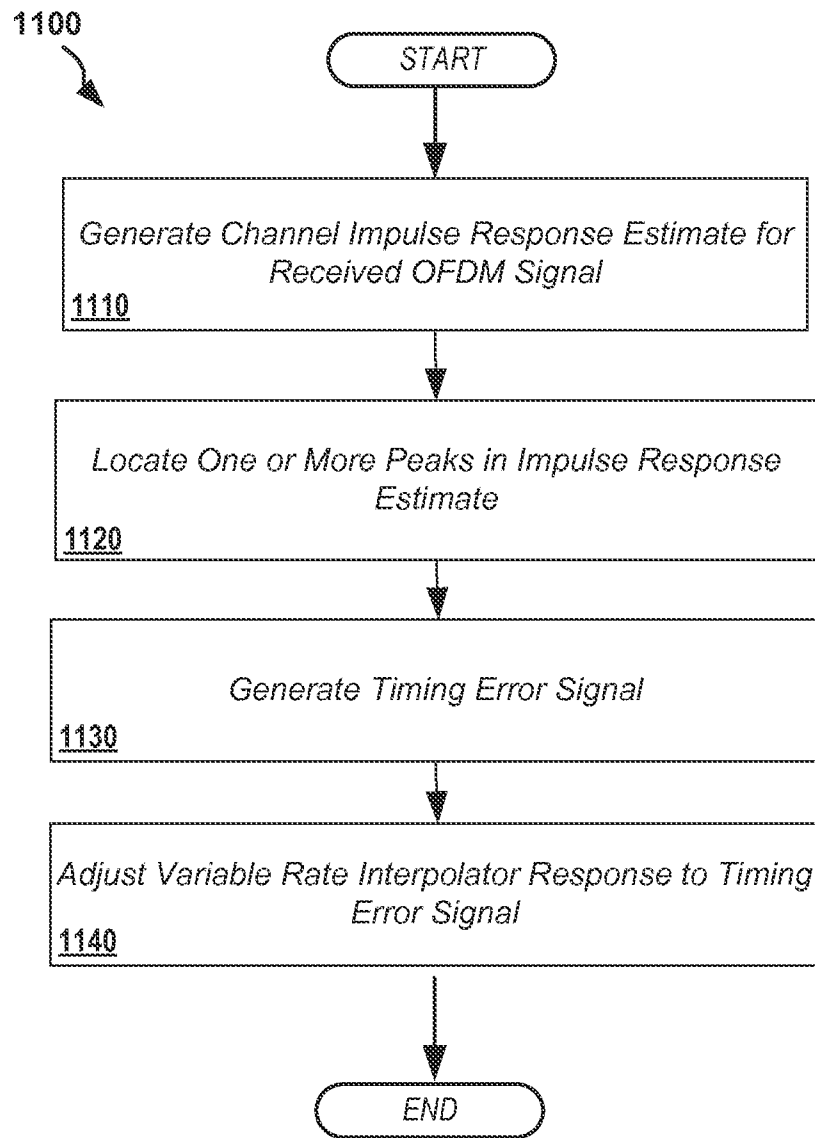 1100
START
Generate Channel Impulse Response Estimate for
Received OFDM Signal
1110
Locate One or More Peaks in Impulse Response
Estimate
1120
Generate Timing Error Signal
1130
Adjust Variable Rate Interpolator Response to Timing
Error Signal
1140
END